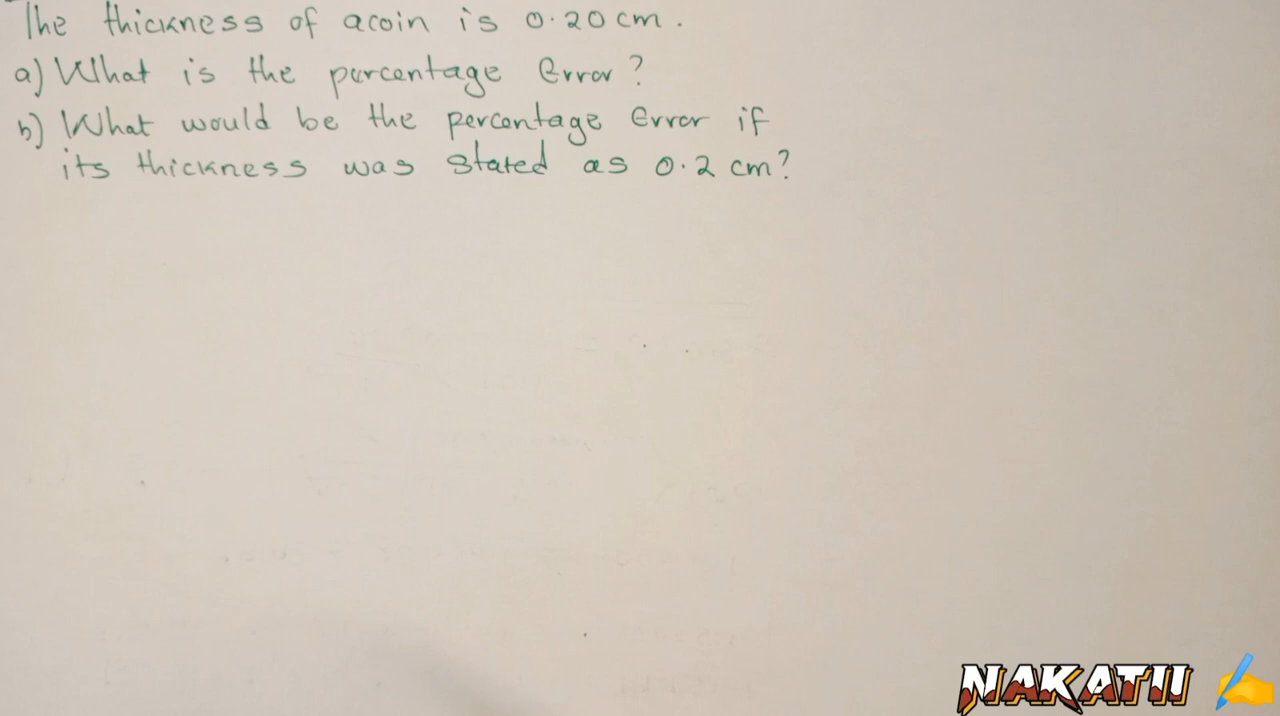 The thickness of acoin is 0.20 cm.
a) What is the percentage Error?
b) What would be the percentage Error if
its thickness was stated as 0.2 cm?
NAKATII